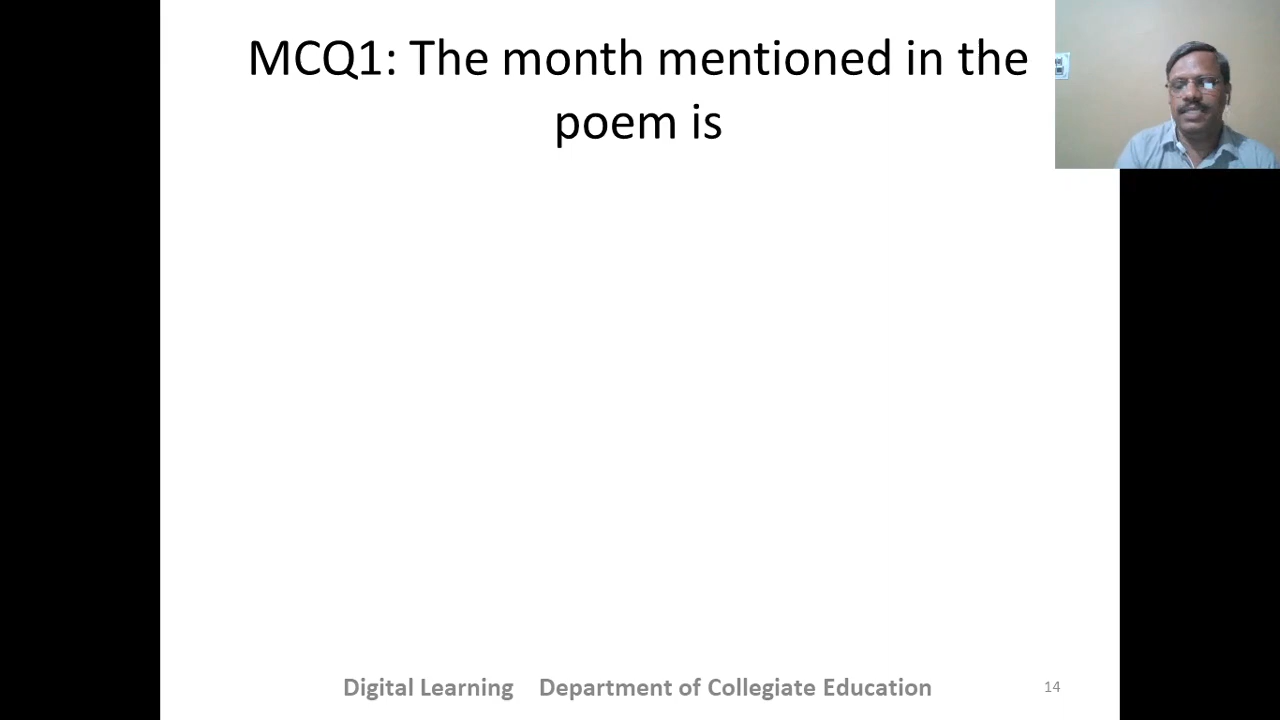 MCQ1: The month mentioned in the
poem is
Digital Learning Department of Collegiate Education
14